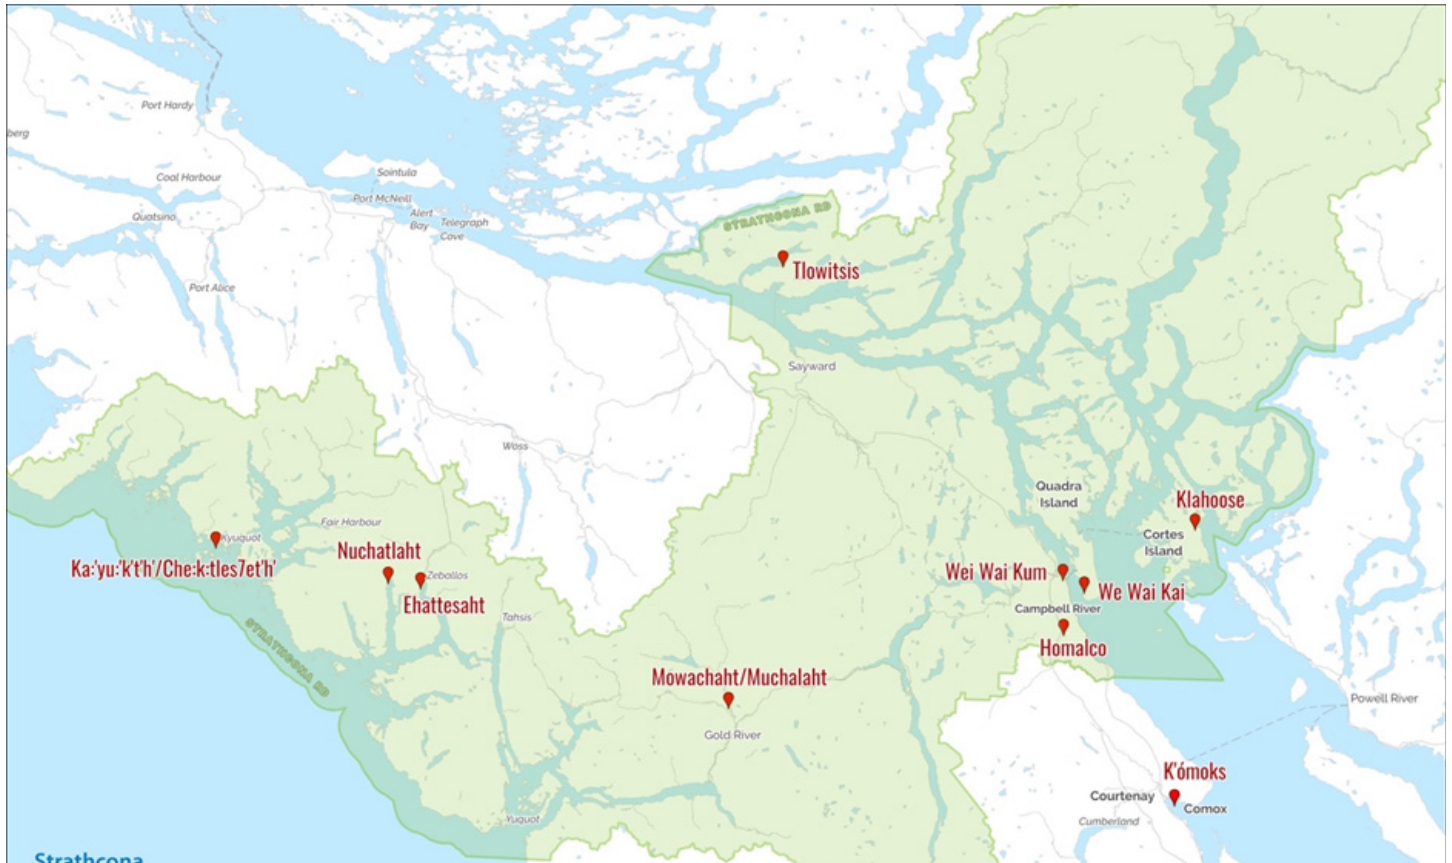 Port Hardy
berg
Coal Harbour
Sointula
Port McNeill
Alert
Bay
Telegraph
Cove
Quatsino
STRATHCONA RD
Tlowitsis
Port Alice
Sayward
Woss
Quadra
Island
Klahoose
Fair Harbour
Kyuquot
Cortes
Island
Nuchatlaht
Ka:'yu:'k't'h'/Che:k:tles7et'h'
Zeballos
Wei Wai Kum
We Wai Kai
Ehattesaht
Campbell River
Tahsis
STRATHCONA RD
Homalco
Mowachaht/Muchalaht
Powell River
Gold River
K'ómoks
Courtenay
Comox
Yuquot
Cumberland
Strathcona